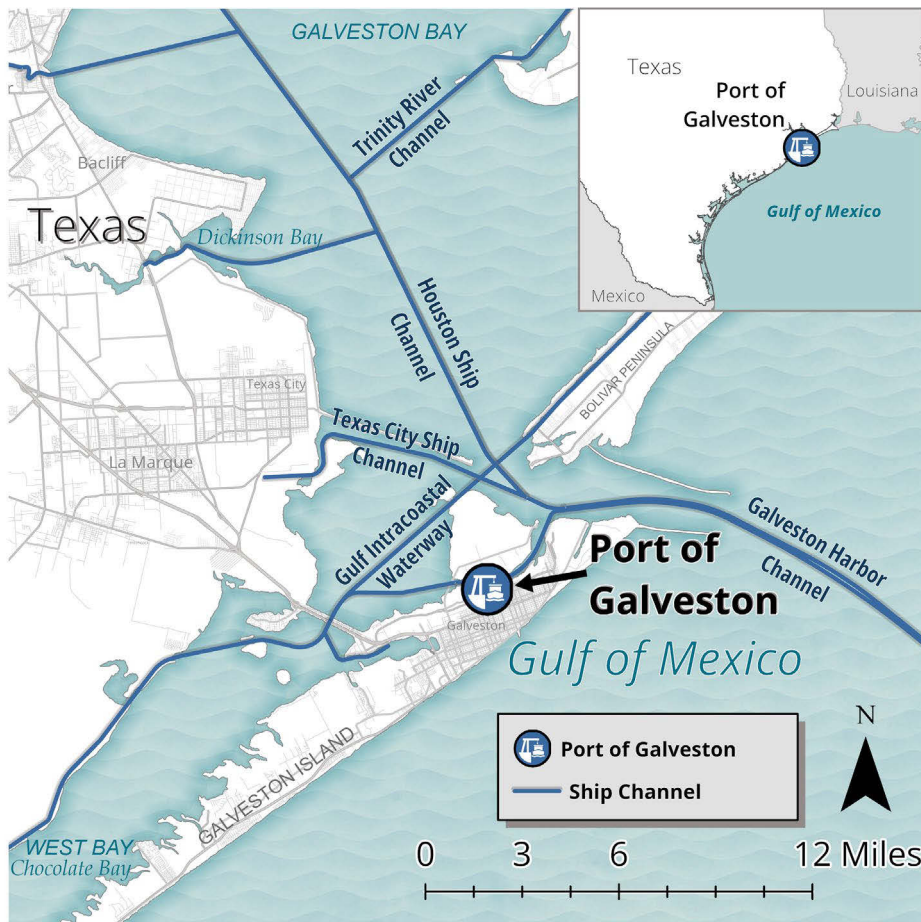 GALVESTON BAY
Trinity River
Channel
Bacliff
Texas
Dickinson Bay
Houston Ship
Channel
Texas City
BOLIVAR PENINSULA
Texas City Ship
Channel
La Marque
Gulf Intracoastal
Waterway
Galveston Harbor
Channel
Port of
Galveston
Galveston
Gulf of Mexico
GALVESTON ISLAND
WEST BAY
Chocolate Bay
Texas
Louisiana
Port of
Galveston
Gulf of Mexico
Mexico
Port of Galveston
Ship Channel
N
0 3 6 12 Miles